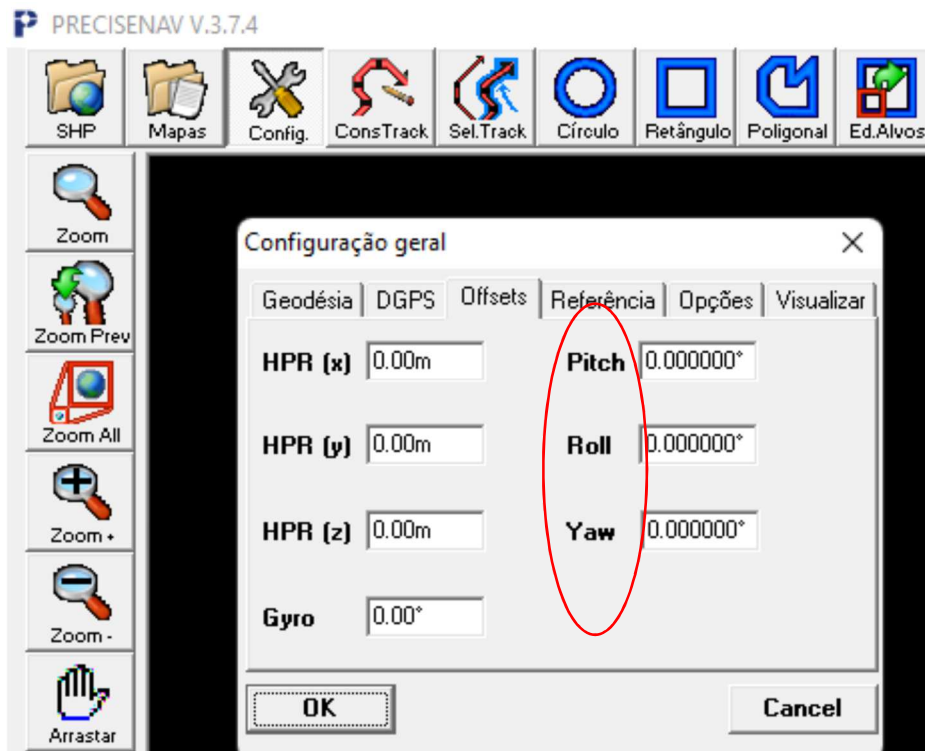 PRECISENAV V.3.7.4
SHP Mapas Config. ConsTrack Sel.Track Círculo Retângulo Poligonal Ed.Alvos
Zoom
Zoom Prev
Zoom All
Zoom +
Zoom -
Arrastar
Configuração geral
Geodésia DGPS Offsets Referência Opções Visualizar
HPR (x) 0.00m Pitch 0.000000°
HPR (y) 0.00m Roll 0.000000°
HPR (z) 0.00m Yaw 0.000000°
Gyro 0.00°
OK Cancel